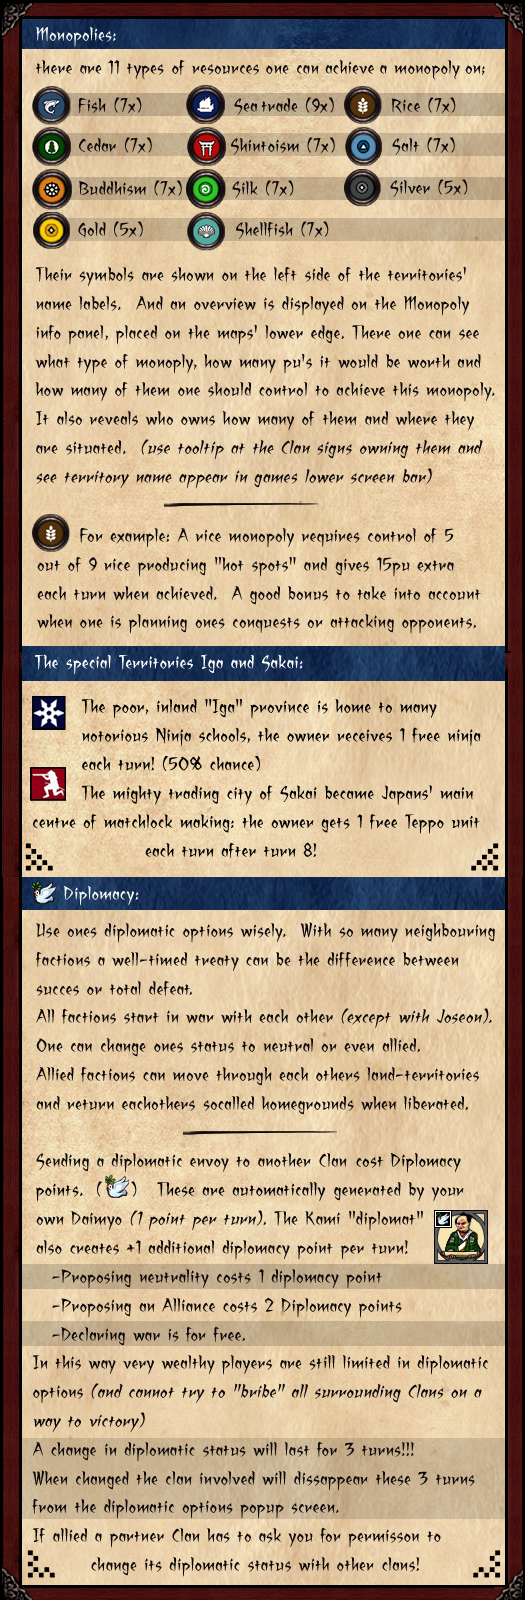 Monopolies:
there are 11 types of resources one can achieve a monopoly on;
Fish (7x) Sea trade (9x) Rice (7x)
Cedar (7x) Shintoism (7x) Salt (7x)
Buddhism (7x) Silk (7x) Silver (5x)
Gold (5x) Shellfish (7x)
Their symbols are shown on the left side of the territories'
name labels. And an overview is displayed on the Monopoly
info panel, placed on the maps' lower edge. There one can see
what type of monoply, how many pu's it would be worth and
how many of them one should control to achieve this monopoly.
It also reveals who owns how many of them and where they
are situated. (use tooltip at the Clan signs owning them and
see territory name appear in games lower screen bar)
For example: A rice monopoly requires control of 5
out of 9 rice producing "hot spots" and gives 15pu extra
each turn when achieved. A good bonus to take into account
when one is planning ones conquests or attacking opponents.
The special Territories Iga and Sakai:
The poor, inland "Iga" province is home to many
notorious Ninja schools, the owner receives 1 free ninja
each turn! (50% chance)
The mighty trading city of Sakai became Japans' main
centre of matchlock making: the owner gets 1 free Teppo unit
each turn after turn 8!
Diplomacy:
Use ones diplomatic options wisely. With so many neighbouring
factions a well-timed treaty can be the difference between
succes or total defeat.
All factions start in war with each other (except with Joseon).
One can change ones status to neutral or even allied.
Allied factions can move through each others land-territories
and return eachothers socalled homegrounds when liberated.
Sending a diplomatic envoy to another Clan cost Diplomacy
points. ( ) These are automatically generated by your
own Daimyo (1 point per turn). The Kami "diplomat"
also creates +1 additional diplomacy point per turn!
-Proposing neutrality costs 1 diplomacy point
-Proposing an Alliance costs 2 Diplomacy points
-Declaring war is for free.
In this way very wealthy players are still limited in diplomatic
options (and cannot try to "bribe" all surrounding Clans on a
way to victory)
A change in diplomatic status will last for 3 turns!!!
When changed the clan involved will dissappear these 3 turns
from the diplomatic options popup screen.
If allied a partner Clan has to ask you for permisson to
change its diplomatic status with other clans!